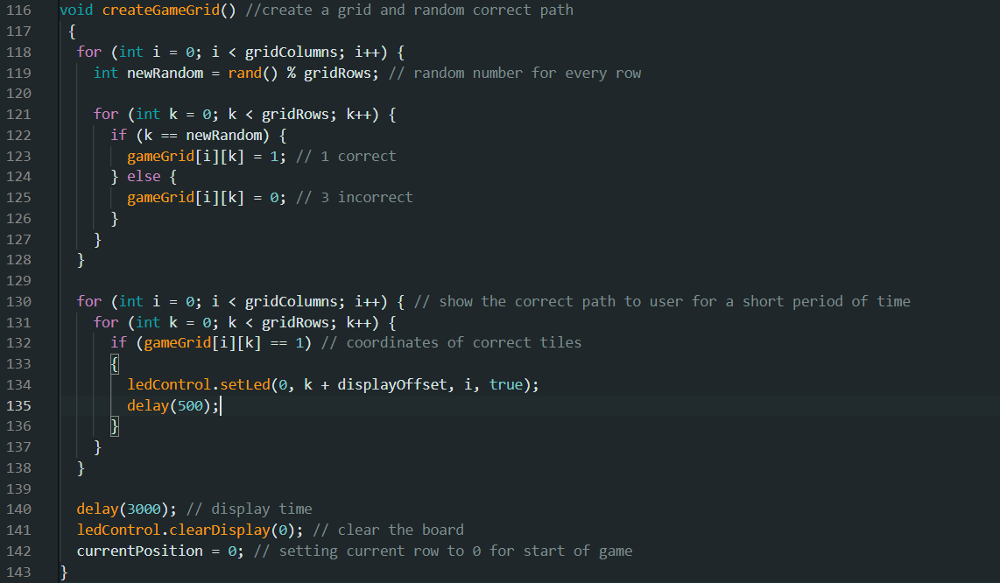 116 void createGameGrid() //create a grid and random correct path
117 {
118 for (int i = 0; i < gridColumns; i++) {
119 int newRandom = rand() % gridRows; // random number for every row
120
121 for (int k = 0; k < gridRows; k++) {
122 if (k == newRandom) {
123 gameGrid[i][k] = 1; // 1 correct
124 } else {
125 gameGrid[i][k] = 0; // 3 incorrect
126 }
127 }
128 }
129
130 for (int i = 0; i < gridColumns; i++) { // show the correct path to user for a short period of time
131 for (int k = 0; k < gridRows; k++) {
132 if (gameGrid[i][k] == 1) // coordinates of correct tiles
133 {
134 ledControl.setLed(0, k + displayOffset, i, true);
135 delay(500);
136 }
137 }
138 }
139
140 delay(3000); // display time
141 ledControl.clearDisplay(0); // clear the board
142 currentPosition = 0; // setting current row to 0 for start of game
143 }